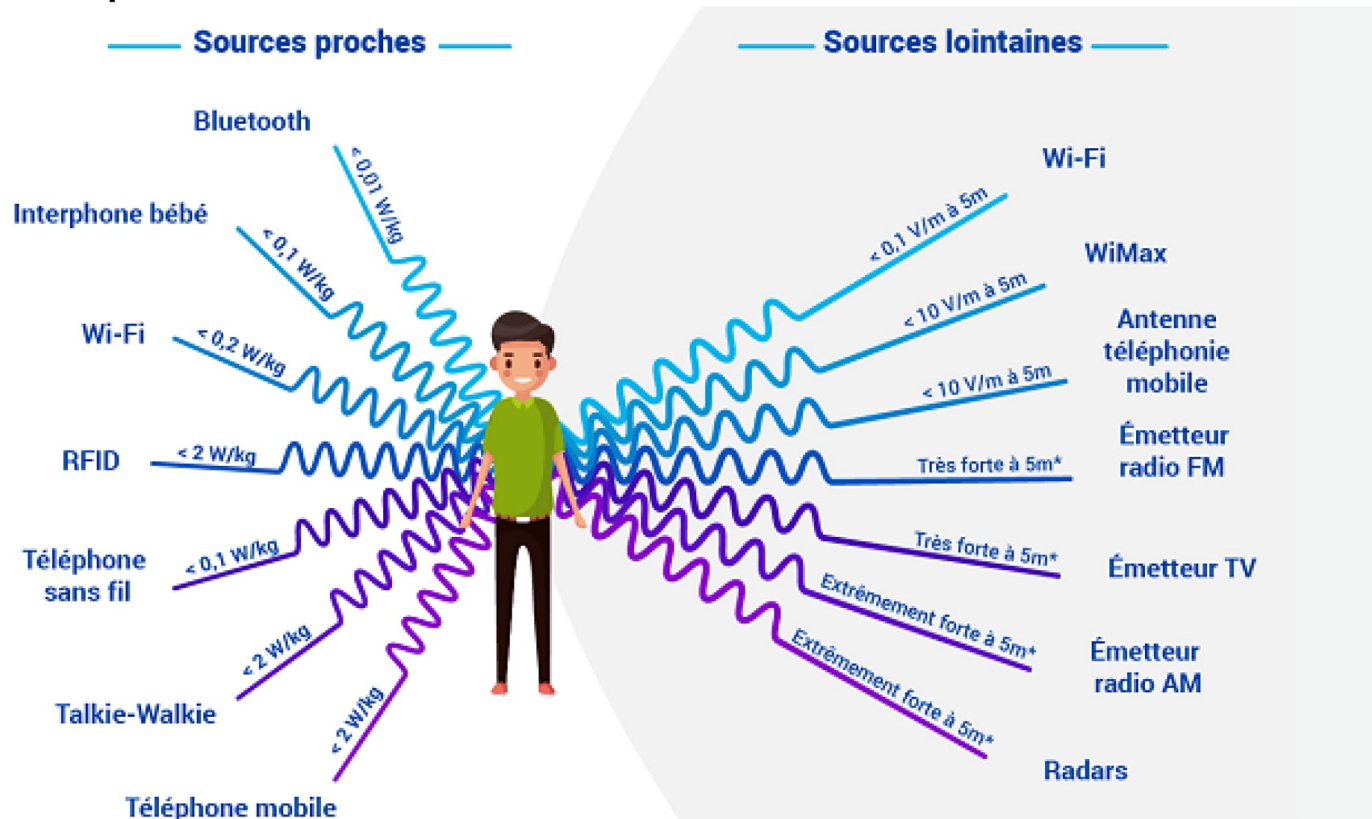 Sources proches
Bluetooth
< 0,01 W/kg
Interphone bébé
< 0,1 W/kg
Wi-Fi
< 0,2 W/kg
RFID
< 2 W/kg
Téléphone
sans fil
< 0,1 W/kg
Talkie-Walkie
< 2 W/kg
Téléphone mobile
< 2 W/kg
Sources lointaines
Wi-Fi
< 0,1 V/m à 5m
WiMax
< 10 V/m à 5m
Antenne
téléphonie
mobile
< 10 V/m à 5m
Émetteur
radio FM
Très forte à 5m*
Émetteur TV
Très forte à 5m*
Émetteur
radio AM
Extrêmement forte à 5m*
Radars
Extrêmement forte à 5m*